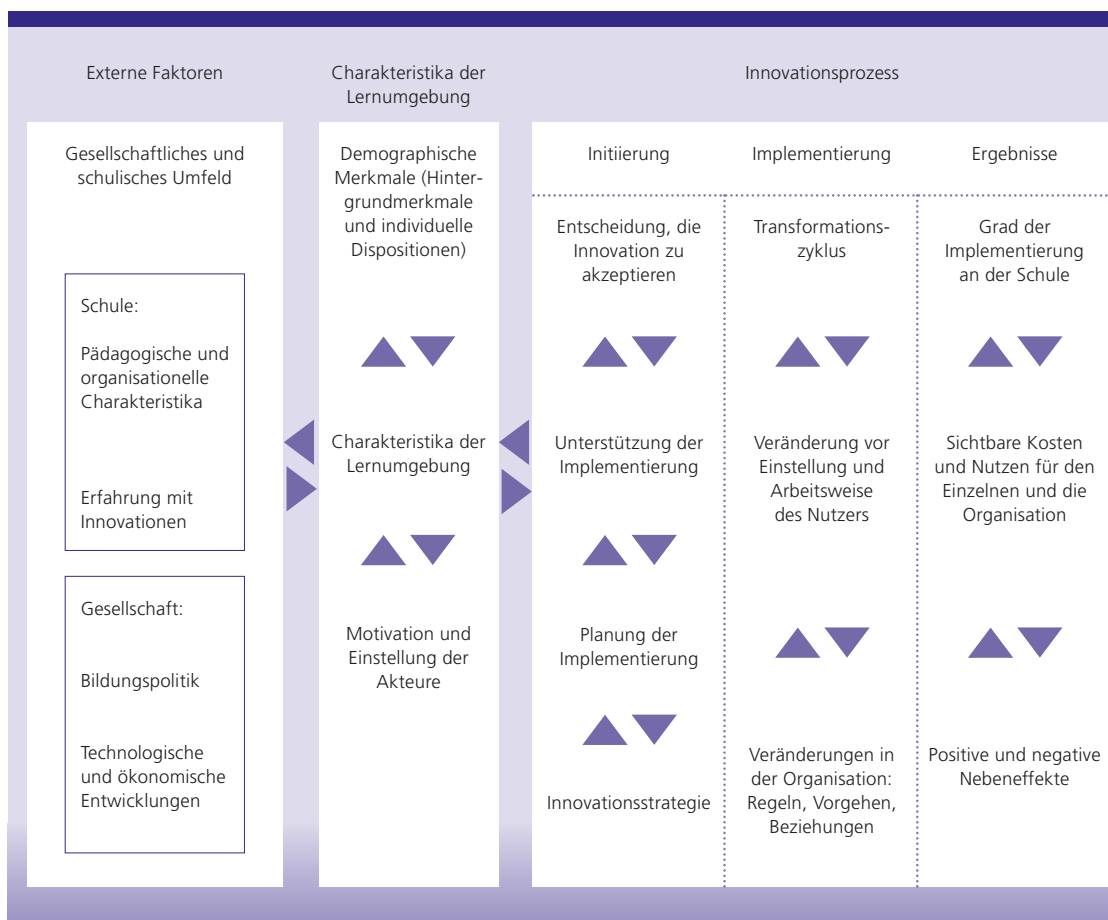 Externe Faktoren
Charakteristika der
Lernumgebung
Innovationsprozess
Gesellschaftliches und
schulisches Umfeld
Schule:
Pädagogische und
organisationelle
Charakteristika
Erfahrung mit
Innovationen
Gesellschaft:
Bildungspolitik
Technologische
und ökonomische
Entwicklungen
Demographische
Merkmale (Hinter-
grundmerkmale
und individuelle
Dispositionen)
Charakteristika der
Lernumgebung
Motivation und
Einstellung der
Akteure
Initiierung
Entscheidung, die
Innovation zu
akzeptieren
Unterstützung der
Implementierung
Planung der
Implementierung
Innovationsstrategie
Implementierung
Transformations-
zyklus
Veränderung vor
Einstellung und
Arbeitsweise
des Nutzers
Veränderungen in
der Organisation:
Regeln, Vorgehen,
Beziehungen
Ergebnisse
Grad der
Implementierung
an der Schule
Sichtbare Kosten
und Nutzen für den
Einzelnen und die
Organisation
Positive und negative
Nebeneffekte